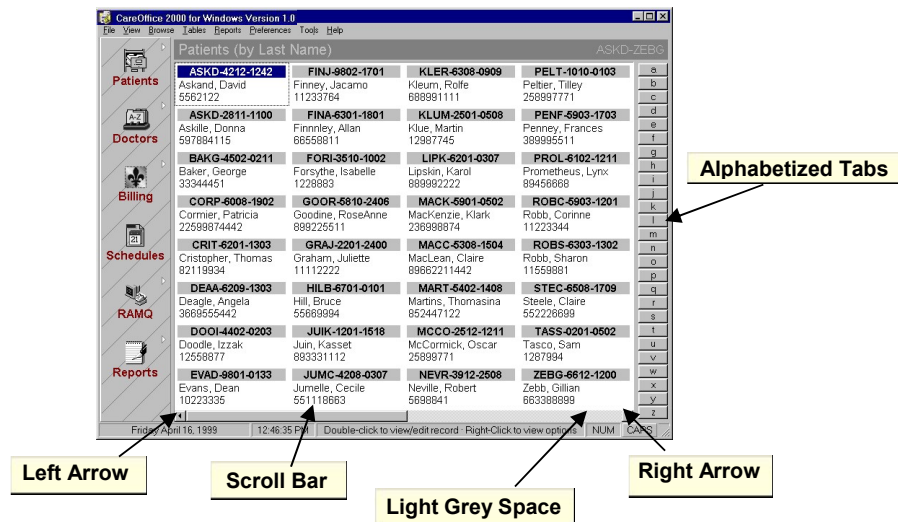 CareOffice 2000 for Windows Version 1.0
File View Browse Tables Reports Preferences Tools Help
Patients (by Last Name) ASKD-ZEBG
Patients
Doctors
Billing
Schedules
RAMQ
Reports
ASKD-4212-1242 FINJ-9802-1701 KLER-6308-0909 PELT-1010-0103
Askand, David Finney, Jacamo Kleum, Rolfe Peltier, Tilley
5562122 11233764 688991111 258997771
ASKD-2811-1100 FINA-6301-1801 KLUM-2501-0508 PENF-5903-1703
Askille, Donna Finnley, Allan Klue, Martin Penney, Frances
597884115 66558811 12987745 389995511
BAKG-4502-0211 FORI-3510-1002 LIPK-6201-0307 PROL-6102-1211
Baker, George Forsythe, Isabelle Lipskin, Karol Prometheus, Lynx
33344451 1228883 889992222 89456668
CORP-6008-1902 GOOR-5810-2406 MACK-5901-0502 ROBC-5903-1201
Cormier, Patricia Goodine, RoseAnne MacKenzie, Klark Robb, Corinne
22599874442 899225511 236998874 11223344
CRIT-6201-1303 GRAJ-2201-2400 MACC-5308-1504 ROBS-6303-1302
Cristopher, Thomas Graham, Juliette MacLean, Claire Robb, Sharon
82119934 11112222 89662211442 11559881
DEAA-6209-1303 HILB-6701-0101 MART-5402-1408 STEC-6508-1709
Deagle, Angela Hill, Bruce Martins, Thomasina Steele, Claire
3669555442 55669994 852447122 552226699
DOOI-4402-0203 JUIK-1201-1518 MCCO-2512-1211 TASS-0201-0502
Doodle, Izzak Juin, Kasset McCormick, Oscar Tasco, Sam
12558877 893331112 25899771 1287994
EVAD-9801-0133 JUMC-4208-0307 NEVR-3912-2508 ZEBG-6612-1200
Evans, Dean Jumelle, Cecile Neville, Robert Zebb, Gillian
10223335 551118663 5698841 663388899
a
b
c
d
e
f
g
h
i
j
k
l
m
n
o
p
q
r
s
t
u
v
w
x
y
z
Friday April 16, 1999 12:46:35 PM Double-click to view/edit record · Right-Click to view options NUM CAPS
Alphabetized Tabs
Left Arrow
Scroll Bar
Light Grey Space
Right Arrow